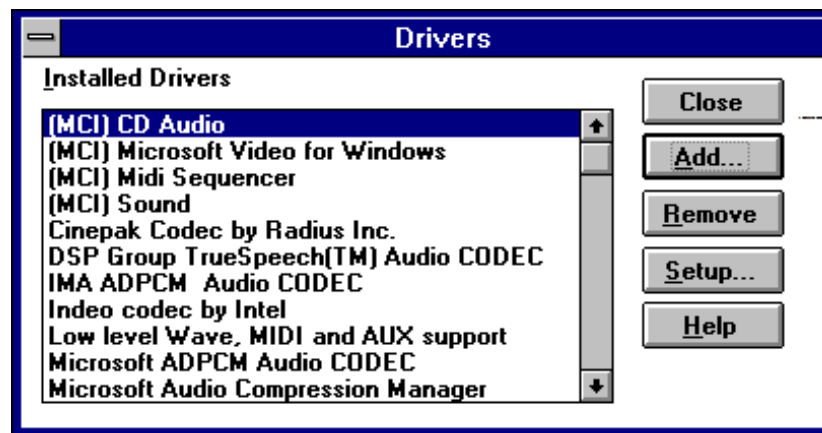 Drivers
Installed Drivers
(MCI) CD Audio
(MCI) Microsoft Video for Windows
(MCI) Midi Sequencer
(MCI) Sound
Cinepak Codec by Radius Inc.
DSP Group TrueSpeech(TM) Audio CODEC
IMA ADPCM  Audio CODEC
Indeo codec by Intel
Low level Wave, MIDI and AUX support
Microsoft ADPCM Audio CODEC
Microsoft Audio Compression Manager
Close
Add...
Remove
Setup...
Help